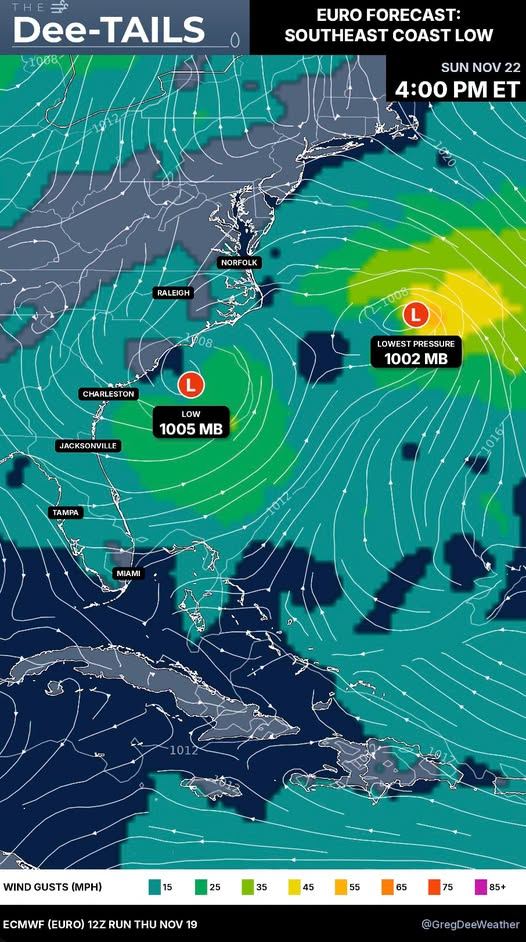 THE
Dee-TAILS
EURO FORECAST:
SOUTHEAST COAST LOW
SUN NOV 22
4:00 PM ET
1008
1012
1020
NORFOLK
RALEIGH
1008
L
LOWEST PRESSURE
1002 MB
1008
L
CHARLESTON
LOW
1005 MB
JACKSONVILLE
1016
1012
TAMPA
MIAMI
1012
1012
WIND GUSTS (MPH)
15 25 35 45 55 65 75 85+
ECMWF (EURO) 12Z RUN THU NOV 19
@GregDeeWeather